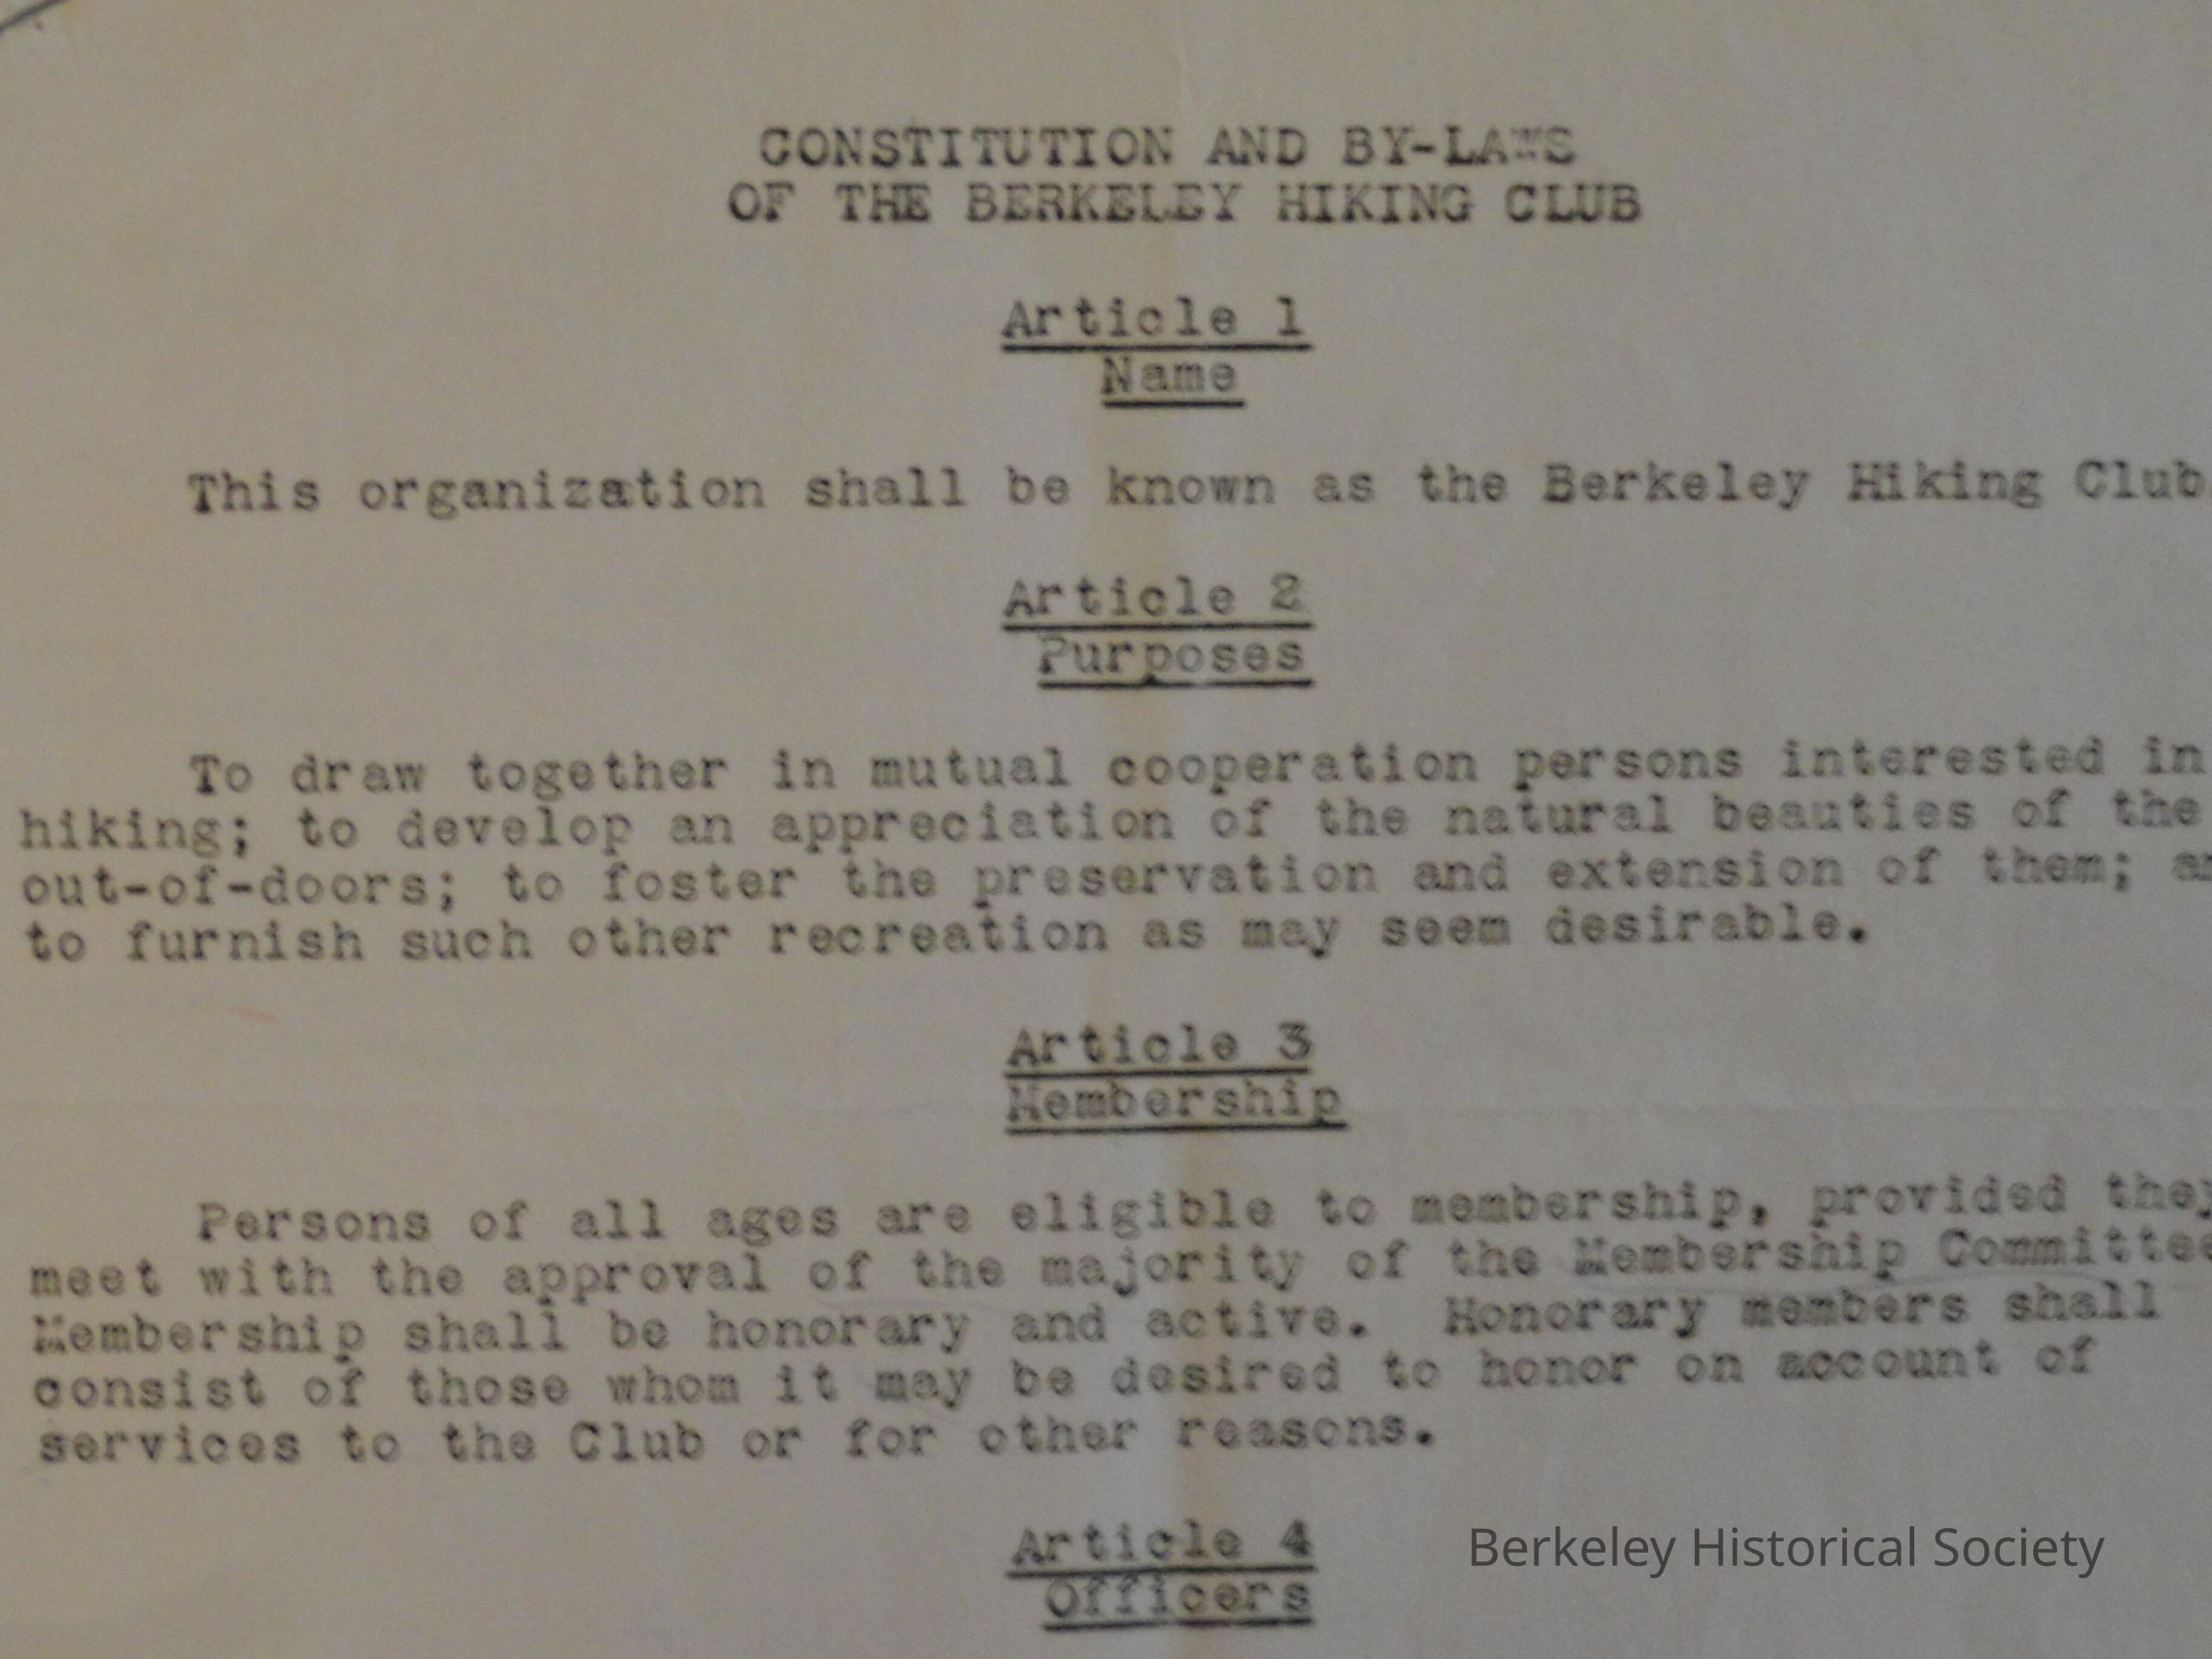 CONSTITUTION AND BY-LAWS
OF THE BERKELEY HIKING CLUB
Article 1
Name
This organization shall be known as the Berkeley Hiking Club.
Article 2
Purposes
To draw together in mutual cooperation persons interested in
hiking; to develop an appreciation of the natural beauties of the
out-of-doors; to foster the preservation and extension of them;
to furnish such other recreation as may seem desirable.
Article 3
Membership
Persons of all ages are eligible to membership, provided they
meet with the approval of the majority of the Membership Committee
Membership shall be honorary and active. Honorary members shall
consist of those whom it may be desired to honor on account of
services to the Club or for other reasons.
Article 4
Officers
Berkeley Historical Society